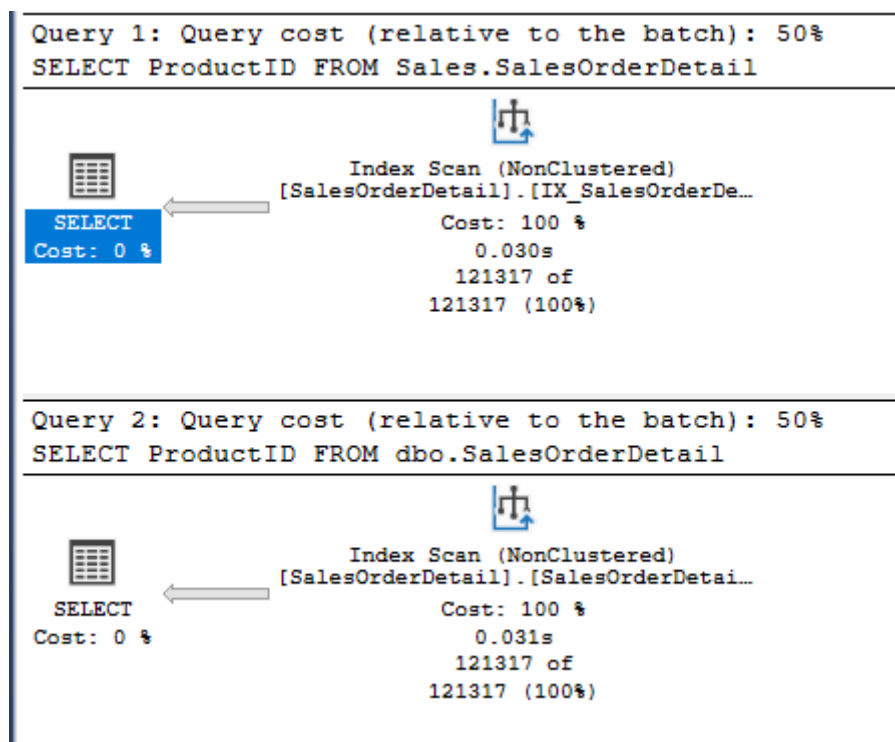 Query 1: Query cost (relative to the batch): 50%
SELECT ProductID FROM Sales.SalesOrderDetail
Index Scan (NonClustered)
[SalesOrderDetail].[IX_SalesOrderDe…
SELECT
Cost: 0 %
Cost: 100 %
0.030s
121317 of
121317 (100%)
Query 2: Query cost (relative to the batch): 50%
SELECT ProductID FROM dbo.SalesOrderDetail
Index Scan (NonClustered)
[SalesOrderDetail].[SalesOrderDetai…
SELECT
Cost: 0 %
Cost: 100 %
0.031s
121317 of
121317 (100%)